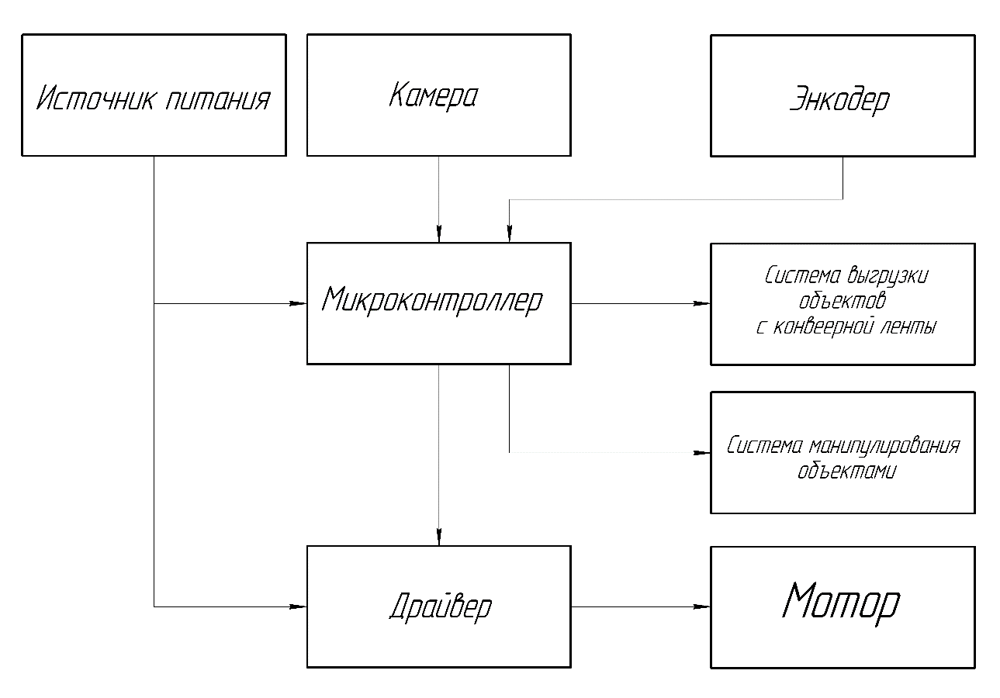 Источник питания
Камера
Энкодер
Микроконтроллер
Система выгрузки
объектов
с конвеерной ленты
Система манипулирования
объектами
Драйвер
Мотор